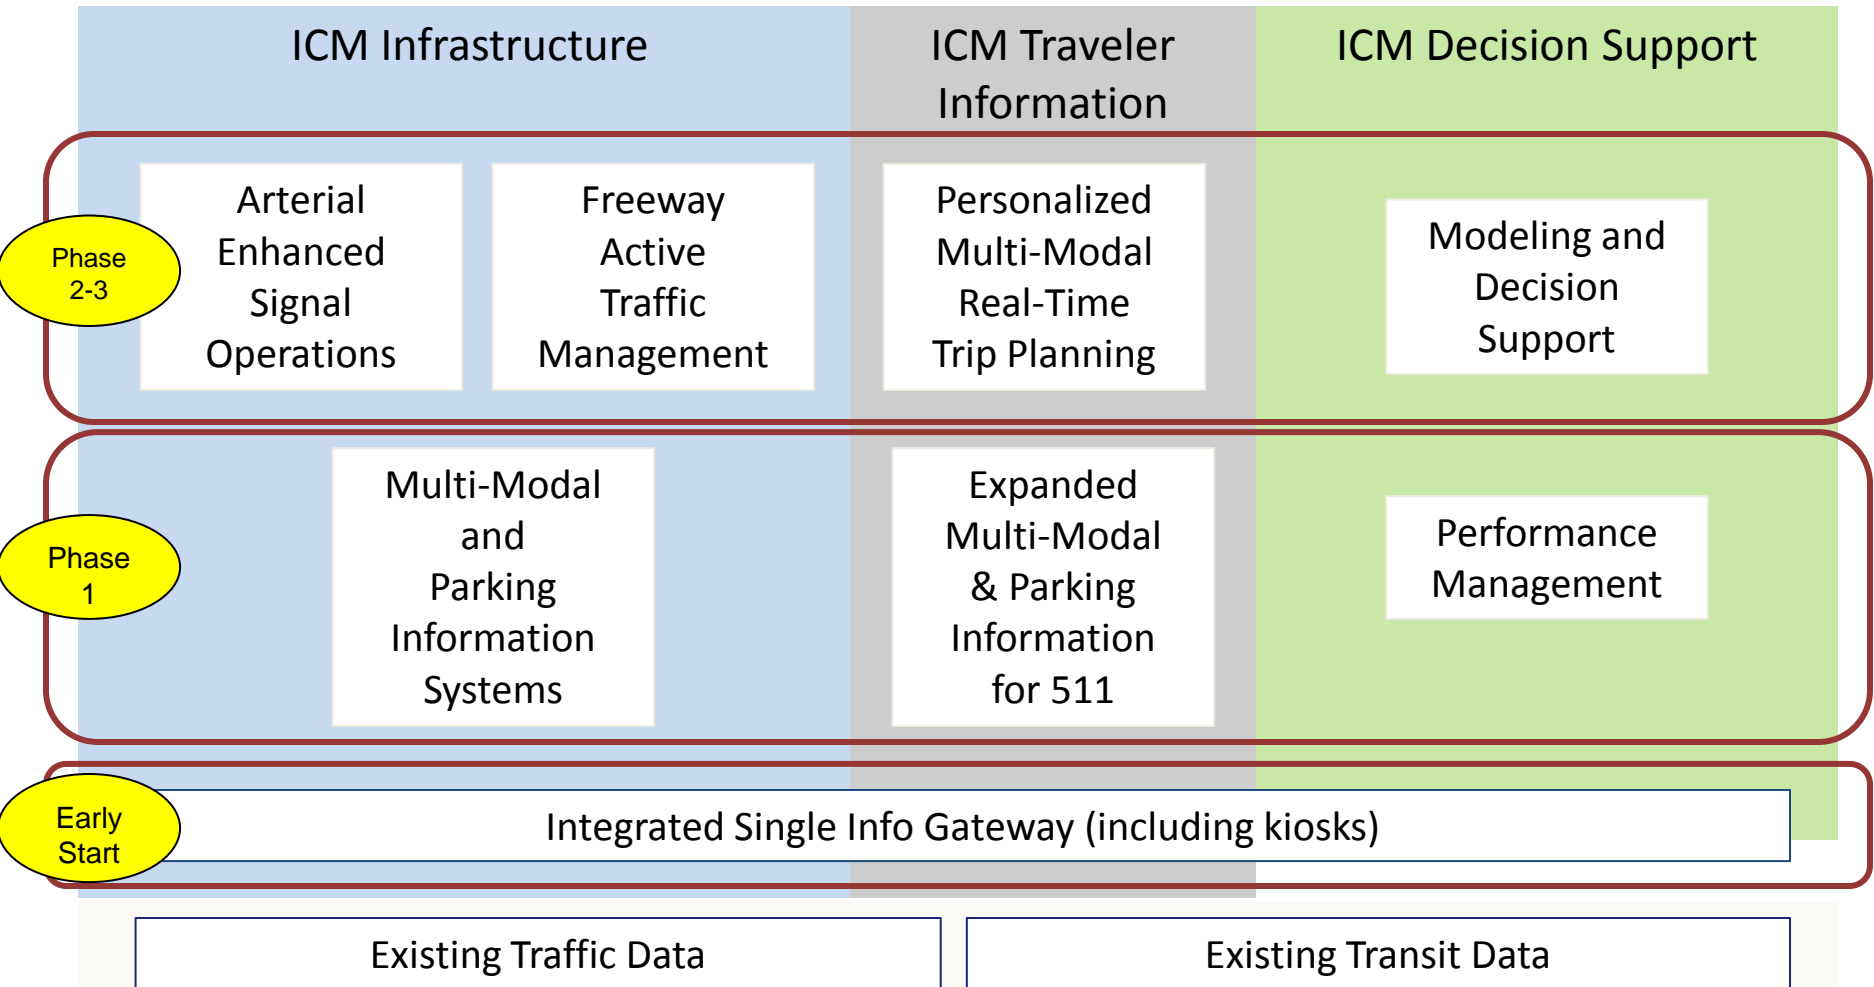 ICM Infrastructure
ICM Traveler
Information
ICM Decision Support
Phase
2-3
Arterial
Enhanced
Signal
Operations
Freeway
Active
Traffic
Management
Personalized
Multi-Modal
Real-Time
Trip Planning
Modeling and
Decision
Support
Phase
1
Multi-Modal
and
Parking
Information
Systems
Expanded
Multi-Modal
& Parking
Information
for 511
Performance
Management
Early
Start
Integrated Single Info Gateway (including kiosks)
Existing Traffic Data
Existing Transit Data